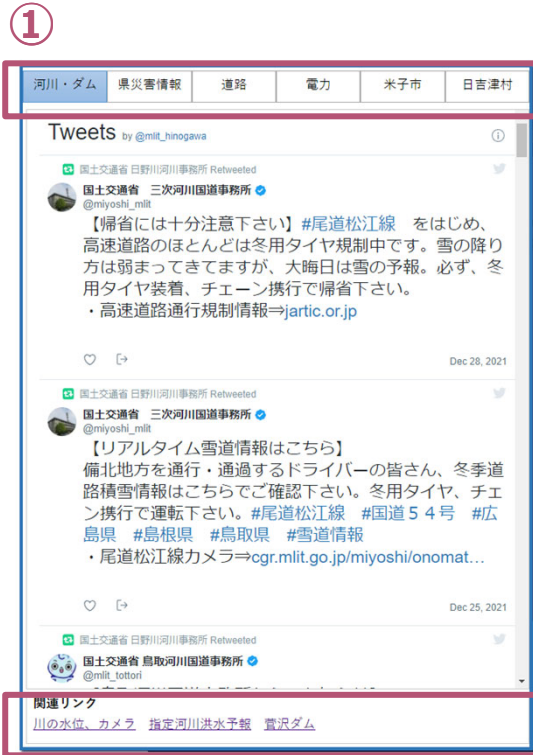 ①
河川・ダム 県災害情報 道路 電力 米子市 日吉津村
Tweets by @mlit_hinogawa
国土交通省 日野川河川事務所 Retweeted
国土交通省 三次河川国道事務所
@miyoshi_mlit
【帰省には十分注意下さい】#尾道松江線 をはじめ、
高速道路のほとんどは冬用タイヤ規制中です。雪の降り
方は弱まってきてますが、大晦日は雪の予報。必ず、冬
用タイヤ装着、チェーン携行で帰省下さい。
・高速道路通行規制情報⇒jartic.or.jp
Dec 28, 2021
国土交通省 日野川河川事務所 Retweeted
国土交通省 三次河川国道事務所
@miyoshi_mlit
【リアルタイム雪道情報はこちら】
備北地方を通行・通過するドライバーの皆さん、冬季道
路積雪情報はこちらでご確認下さい。冬用タイヤ、チェー
ン携行で運転下さい。#尾道松江線 #国道５４号 #広
島県 #島根県 #鳥取県 #雪道情報
・尾道松江線カメラ⇒cgr.mlit.go.jp/miyoshi/onomat…
Dec 25, 2021
国土交通省 日野川河川事務所 Retweeted
国土交通省 鳥取河川国道事務所
@mlit_tottori
関連リンク
川の水位、カメラ 指定河川洪水予報 菅沢ダム